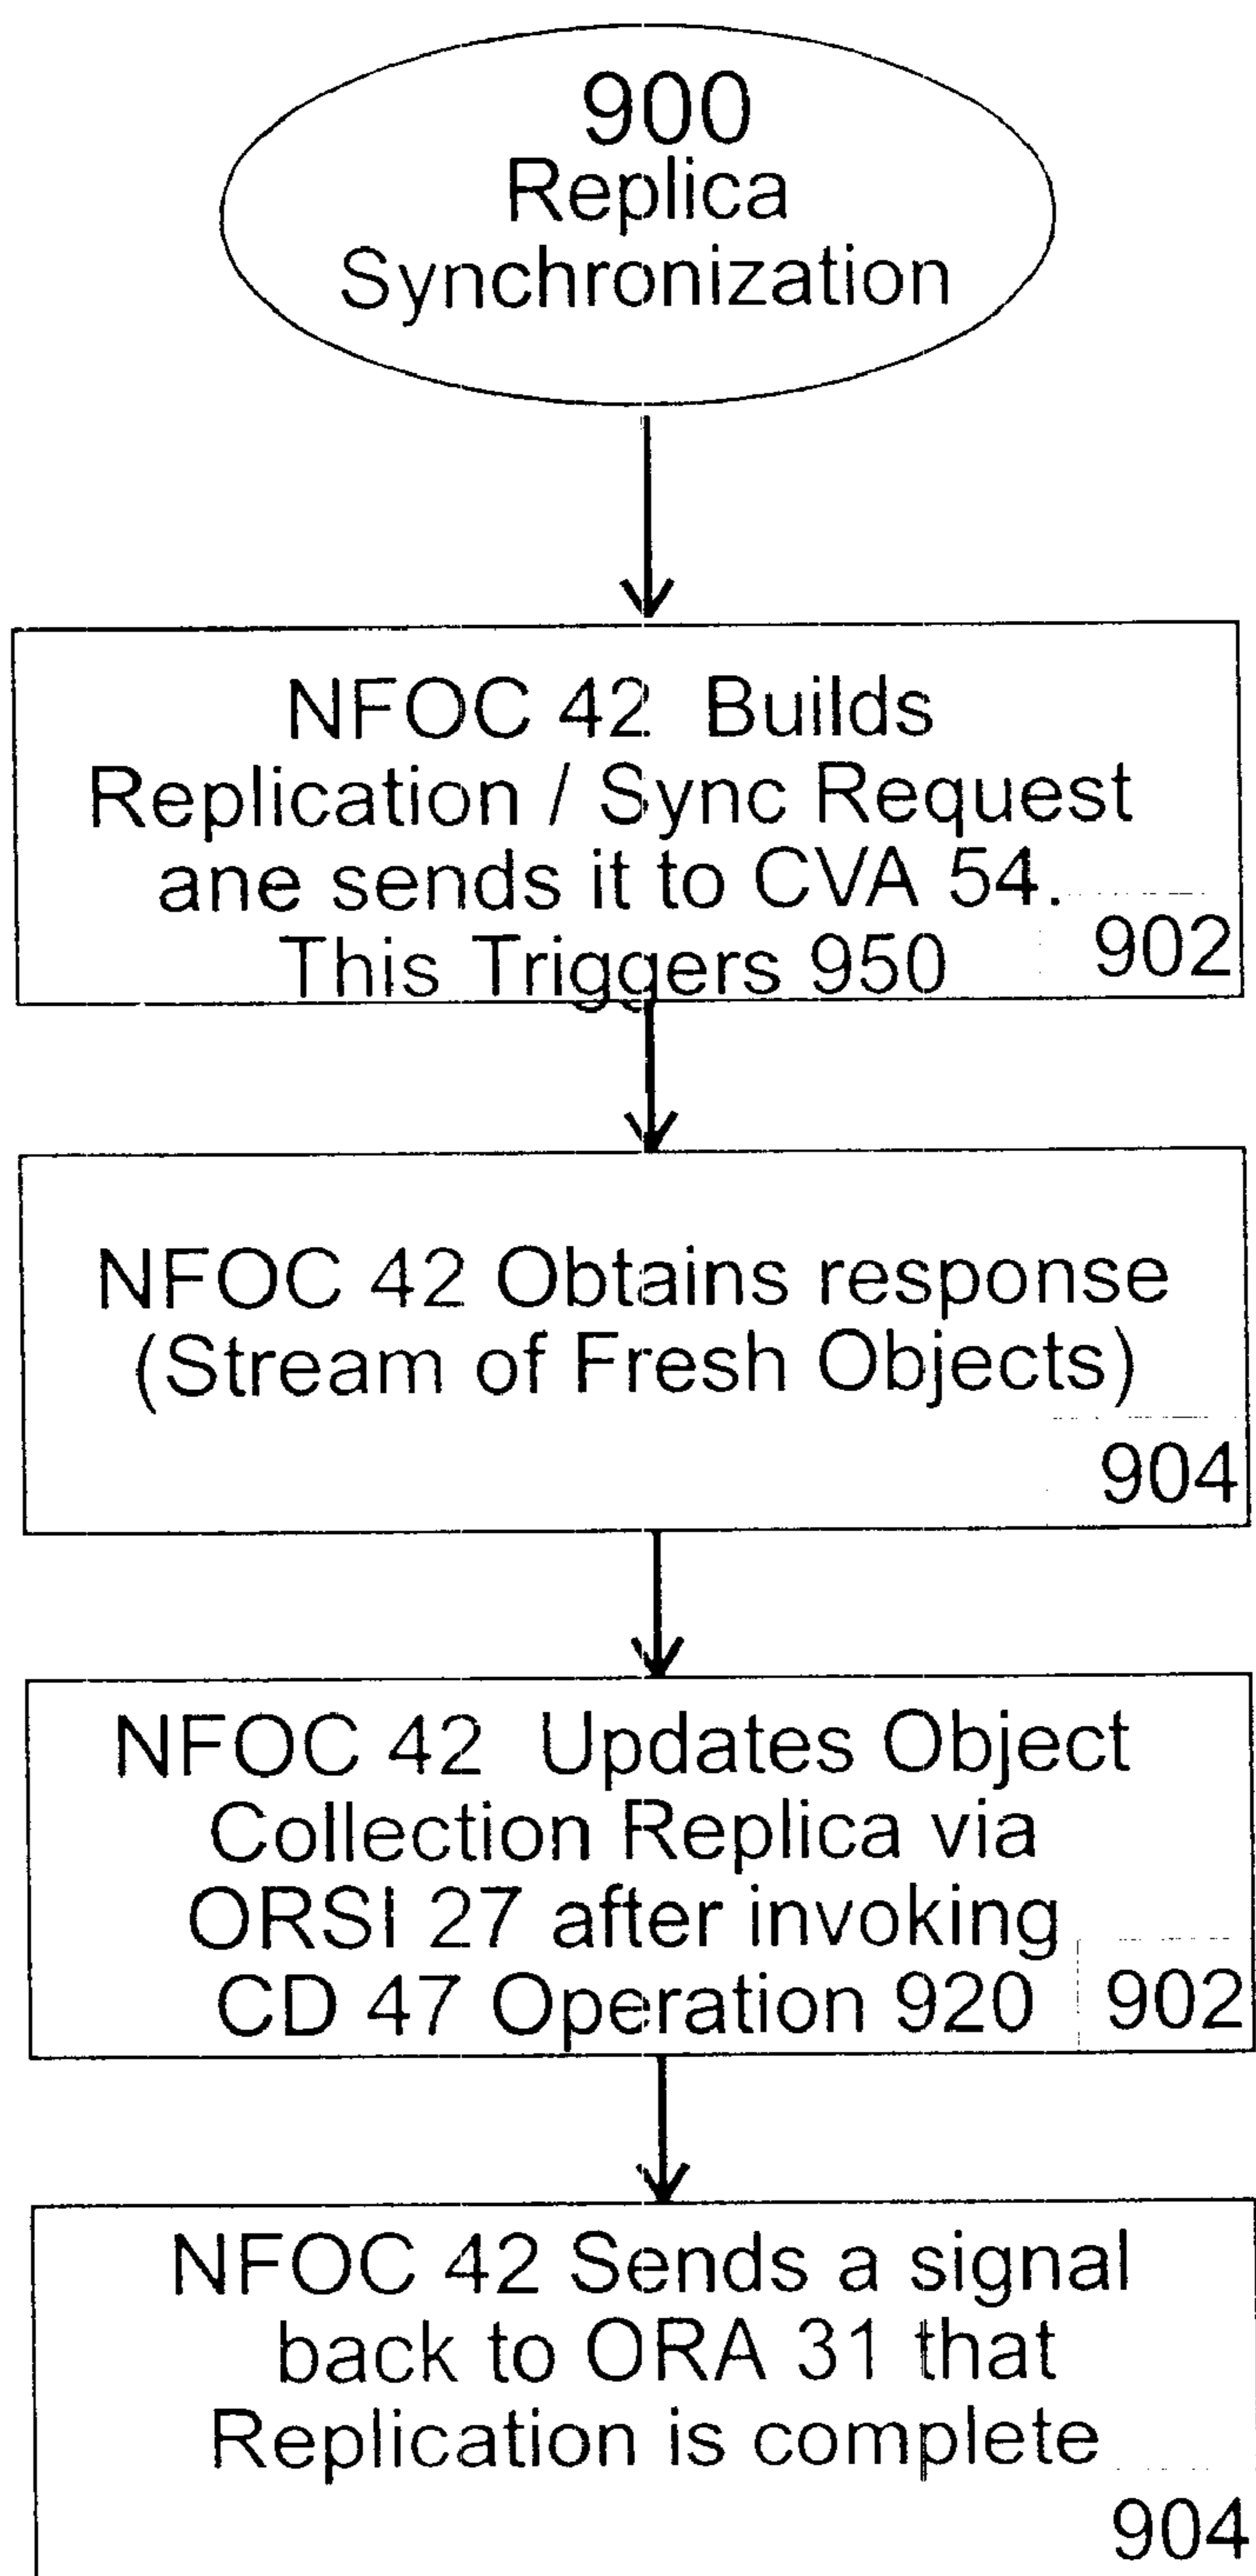 900
Replica
Synchronization
NFOC 42 Builds
Replication / Sync Request
ane sends it to CVA 54.
This Triggers 950
902
NFOC 42 Obtains response
(Stream of Fresh Objects)
904
NFOC 42 Updates Object
Collection Replica via
ORSI 27 after invoking
CD 47 Operation 920
902
NFOC 42 Sends a signal
back to ORA 31 that
Replication is complete
904